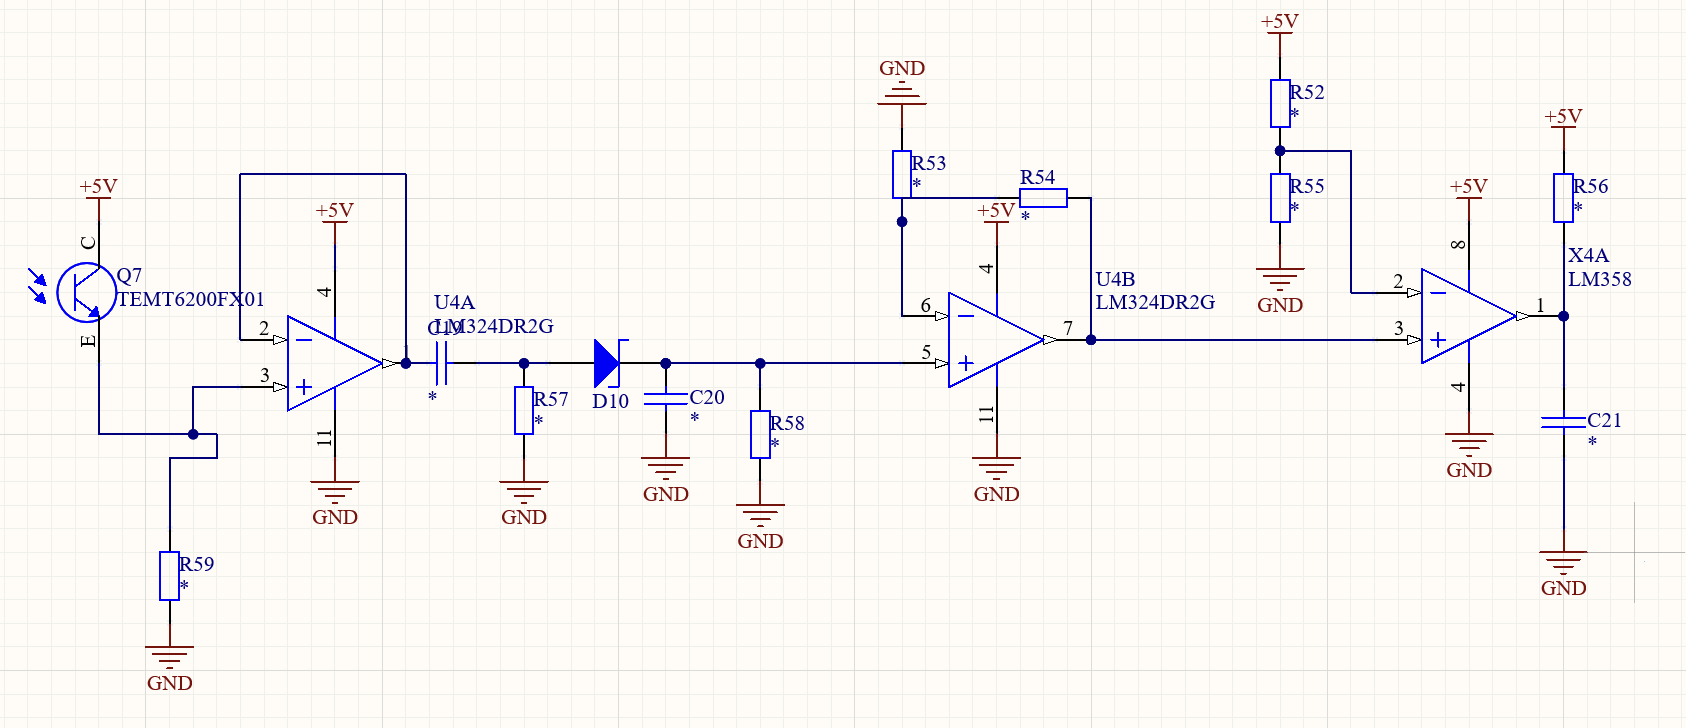 +5V
C
Q7
TEMT6200FX01
E
+5V
4
2
3
11
GND
U4A
LM324DR2G
1
C19
*
R57
*
GND
D10
C20
*
GND
R58
*
GND
R59
*
GND
GND
R53
*
R54
*
+5V
4
6
5
7
11
GND
U4B
LM324DR2G
+5V
R52
*
R55
*
GND
+5V
8
2
3
1
4
GND
X4A
LM358
+5V
R56
*
C21
*
GND